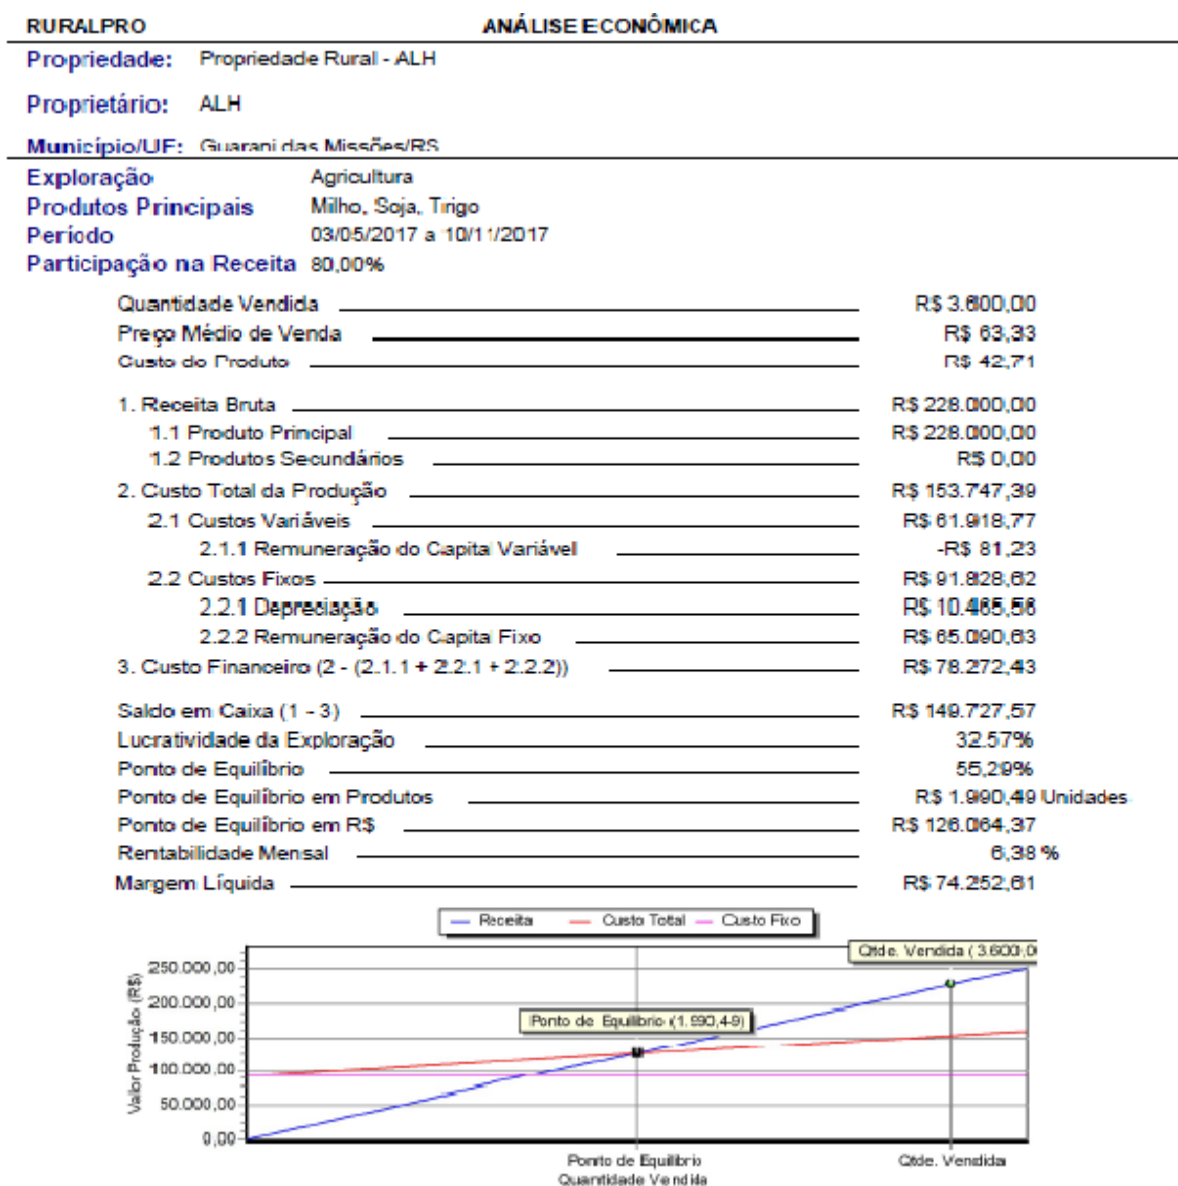 RURALPRO ANÁLISE ECONÔMICA
Propriedade: Propriedade Rural - ALH
Proprietário: ALH
Município/UF: Guarani das Missões/RS
Exploração Agricultura
Produtos Principais Milho, Soja, Tirigo
Período 03/05/2017 a 10/11/2017
Participação na Receita 80,00%
Quantidade Vendida R$ 3.600,00
Preço Médio de Venda R$ 63,33
Custo do Produto R$ 42,71
1. Receita Bruta R$ 228.000,00
1.1 Produto Principal R$ 228.000,00
1.2 Produtos Secundários R$ 0,00
2. Custo Total da Produção R$ 153.747,39
2.1 Custos Variáveis R$ 61.918,77
2.1.1 Remuneração do Capital Variável -R$ 81,23
2.2 Custos Fixos R$ 91.828,62
2.2.1 Depreciação R$ 10.465,56
2.2.2 Remuneração do Capital Fixo R$ 65.090,63
3. Custo Financeiro (2 - (2.1.1 + 2.2.1 + 2.2.2)) R$ 78.272,43
Saldo em Caixa (1 - 3) R$ 149.727,57
Lucratividade da Exploração 32.57%
Ponto de Equilíbrio 55,29%
Ponto de Equilíbrio em Produtos R$ 1.990,49 Unidades
Ponto de Equilíbrio em R$ R$ 126.064,37
Rentabilidade Mensal 6,38 %
Margem Líquida R$ 74.252,61
Receita Custo Total Custo Fixo
Qtde. Vendida ( 3.600,0
250.000,00
200.000,00
Ponto de Equilíbrio (1.990,49)
150.000,00
100.000,00
50.000,00
0,00
Valor Produção (R$)
Ponto de Equilíbrio Qtde. Vendida
Quantidade Vendida